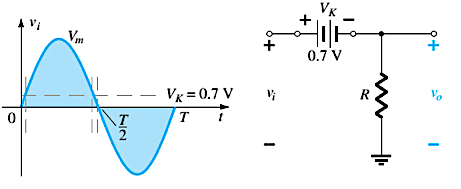 v_i
V_m
V_K = 0.7 V
0
T/2
T
t
V_K
+ −
0.7 V
+ +
v_i
R
v_o
− −